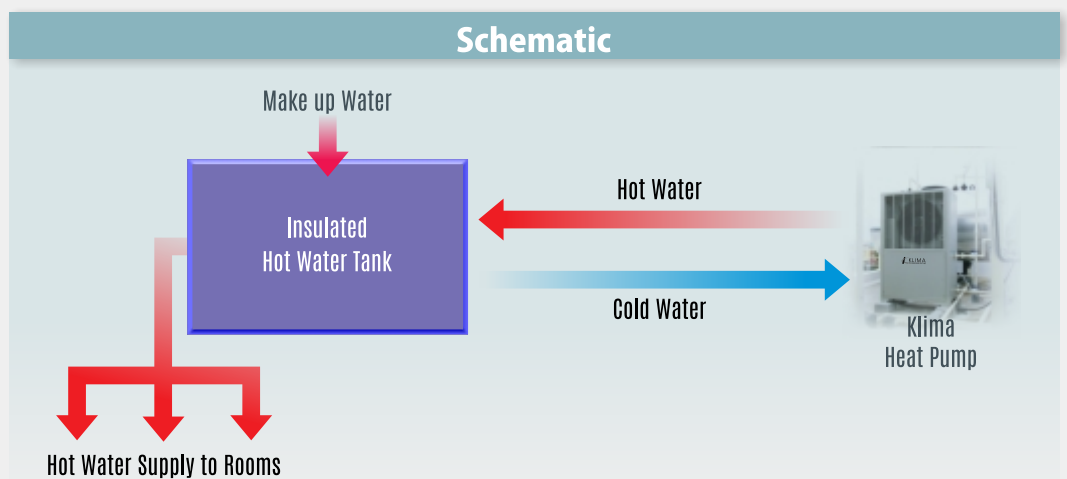 Schematic
Make up Water
Insulated
Hot Water Tank
Hot Water
Cold Water
KLIMA
Klima
Heat Pump
Hot Water Supply to Rooms